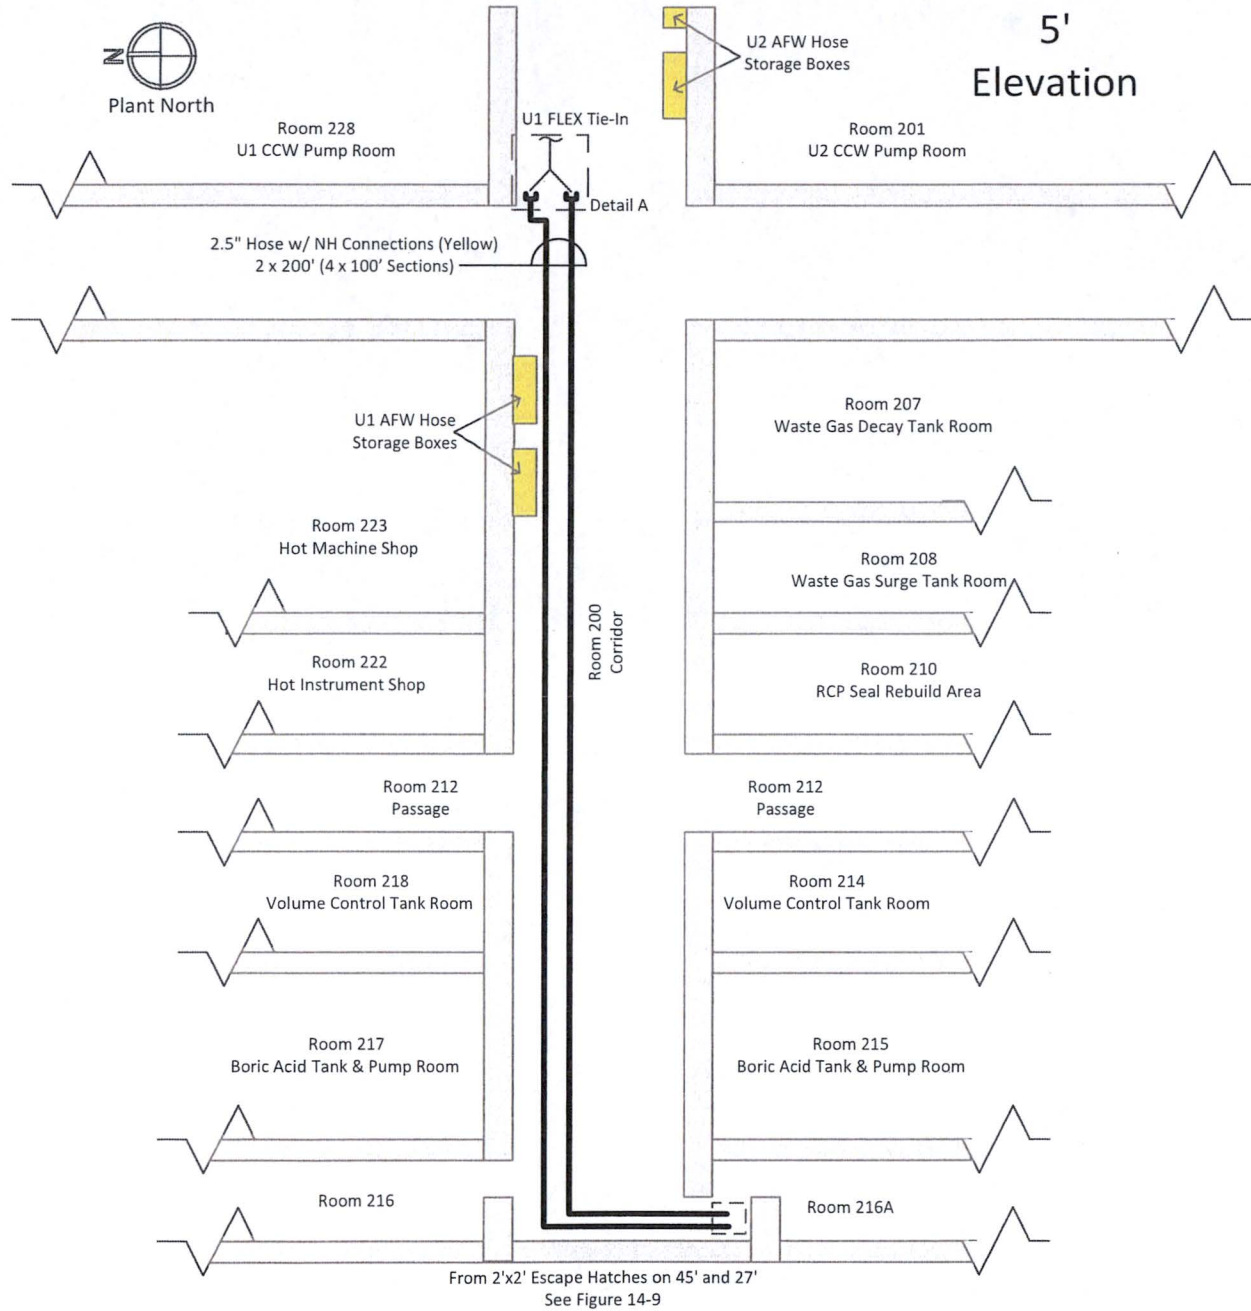 5'
Elevation
N
Plant North
U2 AFW Hose
Storage Boxes
Room 228
U1 CCW Pump Room
U1 FLEX Tie-In
Room 201
U2 CCW Pump Room
Detail A
2.5" Hose w/ NH Connections (Yellow)
2 x 200' (4 x 100' Sections)
U1 AFW Hose
Storage Boxes
Room 207
Waste Gas Decay Tank Room
Room 223
Hot Machine Shop
Room 208
Waste Gas Surge Tank Room
Room 200
Corridor
Room 222
Hot Instrument Shop
Room 210
RCP Seal Rebuild Area
Room 212
Passage
Room 212
Passage
Room 218
Volume Control Tank Room
Room 214
Volume Control Tank Room
Room 217
Boric Acid Tank & Pump Room
Room 215
Boric Acid Tank & Pump Room
Room 216
Room 216A
From 2'x2' Escape Hatches on 45' and 27'
See Figure 14-9